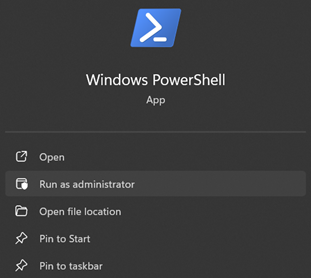 Windows PowerShell
App
Open
Run as administrator
Open file location
Pin to Start
Pin to taskbar